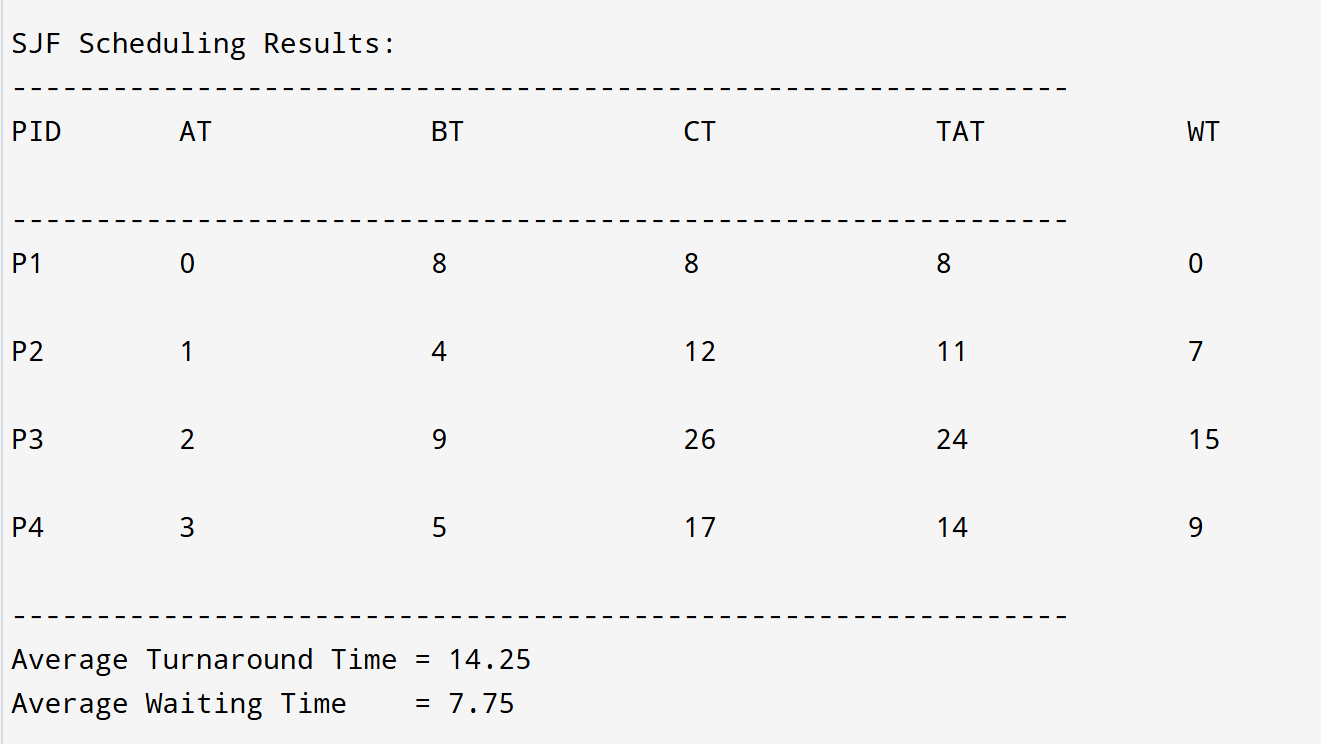 SJF Scheduling Results:
---------------------------------------------------------------
PID AT BT CT TAT WT
---------------------------------------------------------------
P1 0 8 8 8 0
P2 1 4 12 11 7
P3 2 9 26 24 15
P4 3 5 17 14 9
---------------------------------------------------------------
Average Turnaround Time = 14.25
Average Waiting Time    = 7.75